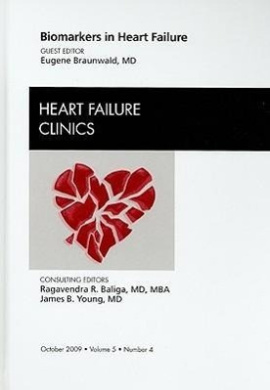 Biomarkers in Heart Failure
GUEST EDITOR
Eugene Braunwald, MD
HEART FAILURE
CLINICS
CONSULTING EDITORS
Ragavendra R. Baliga, MD, MBA
James B. Young, MD
October 2009 • Volume 5 • Number 4